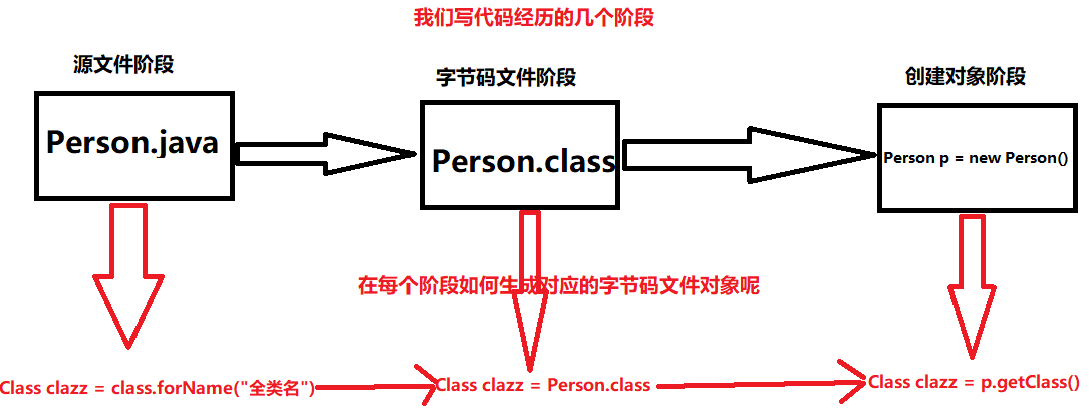 我们写代码经历的几个阶段
源文件阶段
字节码文件阶段
创建对象阶段
Person.java
Person.class
Person p = new Person()
在每个阶段如何生成对应的字节码文件对象呢
Class clazz = class.forName("全类名")
Class clazz = Person.class
Class clazz = p.getClass()